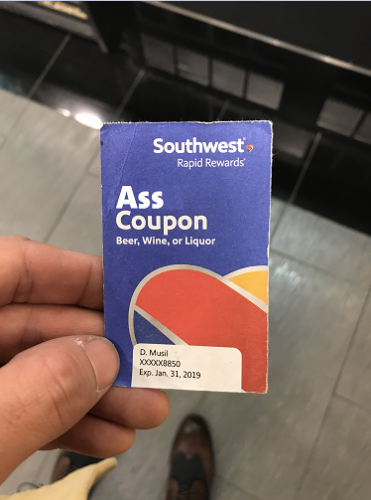 Southwest
Rapid Rewards
Ass
Coupon
Beer, Wine, or Liquor
D. Musil
XXXXX8850
Exp. Jan. 31, 2019